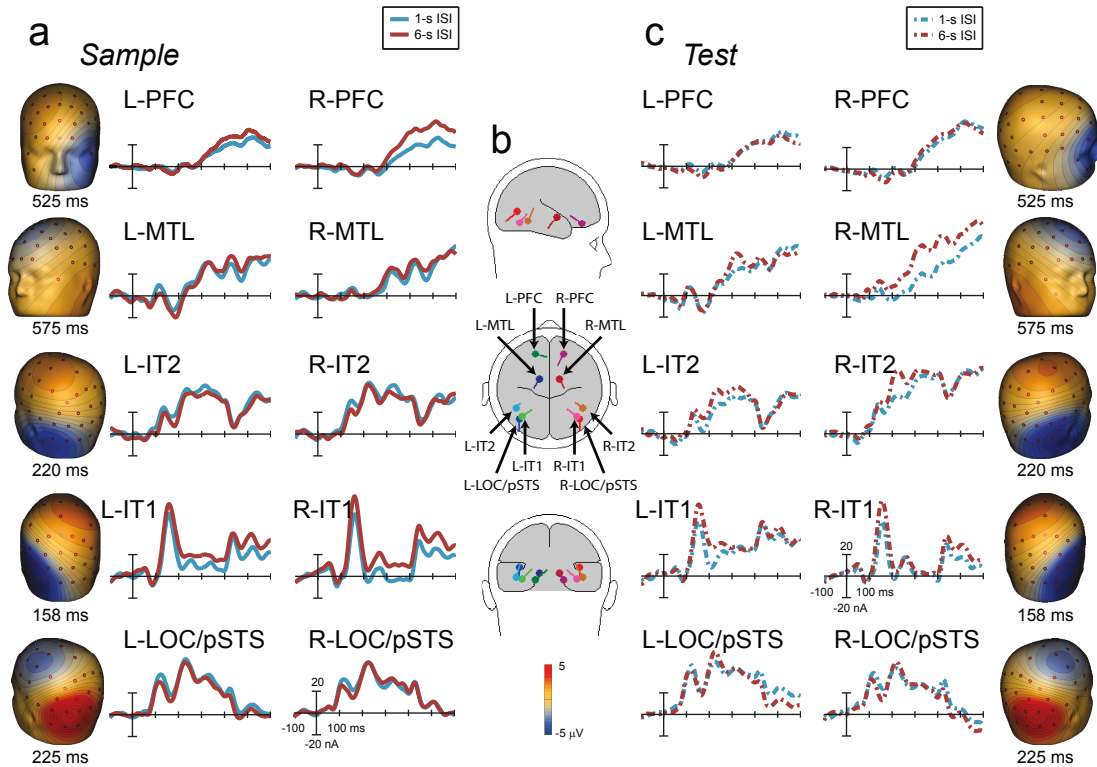 a
Sample
1-s ISI
6-s ISI
L-PFC
R-PFC
525 ms
L-MTL
R-MTL
575 ms
L-IT2
R-IT2
220 ms
L-IT1
R-IT1
158 ms
L-LOC/pSTS
R-LOC/pSTS
20
-100
100 ms
-20 nA
225 ms
b
L-PFC
R-PFC
L-MTL
R-MTL
L-IT2
R-IT2
L-IT1
R-IT1
L-LOC/pSTS
R-LOC/pSTS
5
-5 μV
c
Test
1-s ISI
6-s ISI
L-PFC
R-PFC
525 ms
L-MTL
R-MTL
575 ms
L-IT2
R-IT2
220 ms
L-IT1
R-IT1
20
-100
100 ms
-20 nA
158 ms
L-LOC/pSTS
R-LOC/pSTS
225 ms